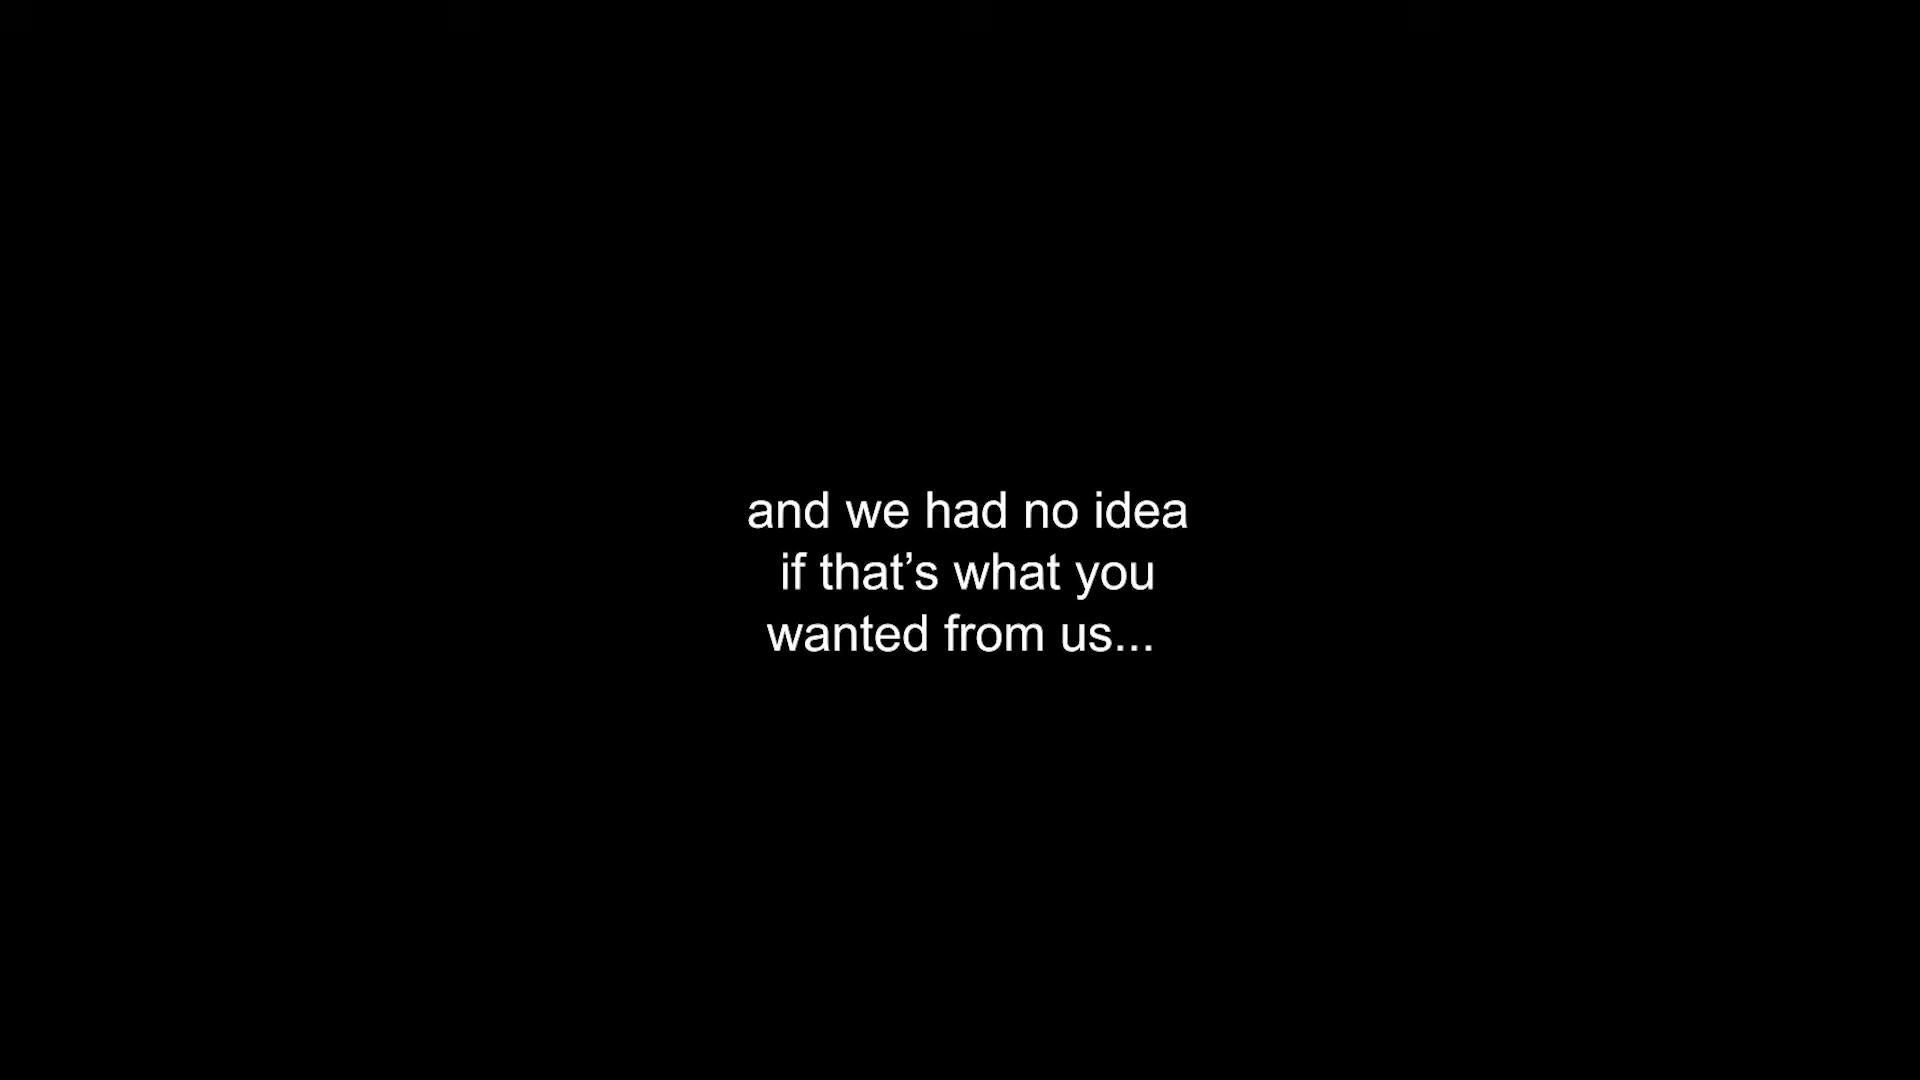 and we had no idea
if that’s what you
wanted from us...